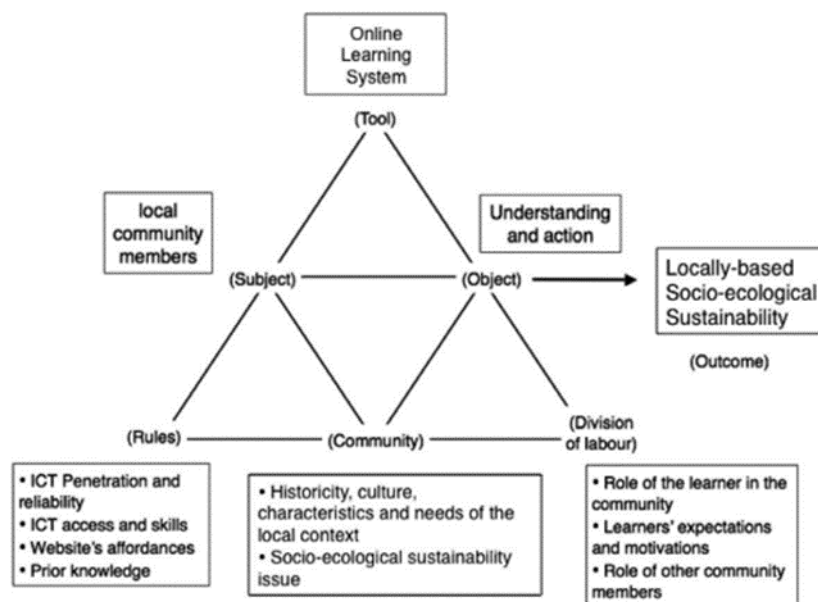 Online
Learning
System
(Tool)
local
community
members
Understanding
and action
(Subject)
(Object)
Locally-based
Socio-ecological
Sustainability
(Outcome)
(Rules)
(Community)
(Division
of labour)
• ICT Penetration and
reliability
• ICT access and skills
• Website's affordances
• Prior knowledge
• Historicity, culture,
characteristics and needs of the
local context
• Socio-ecological sustainability
issue
• Role of the learner in the
community
• Learners' expectations
and motivations
• Role of other community
members